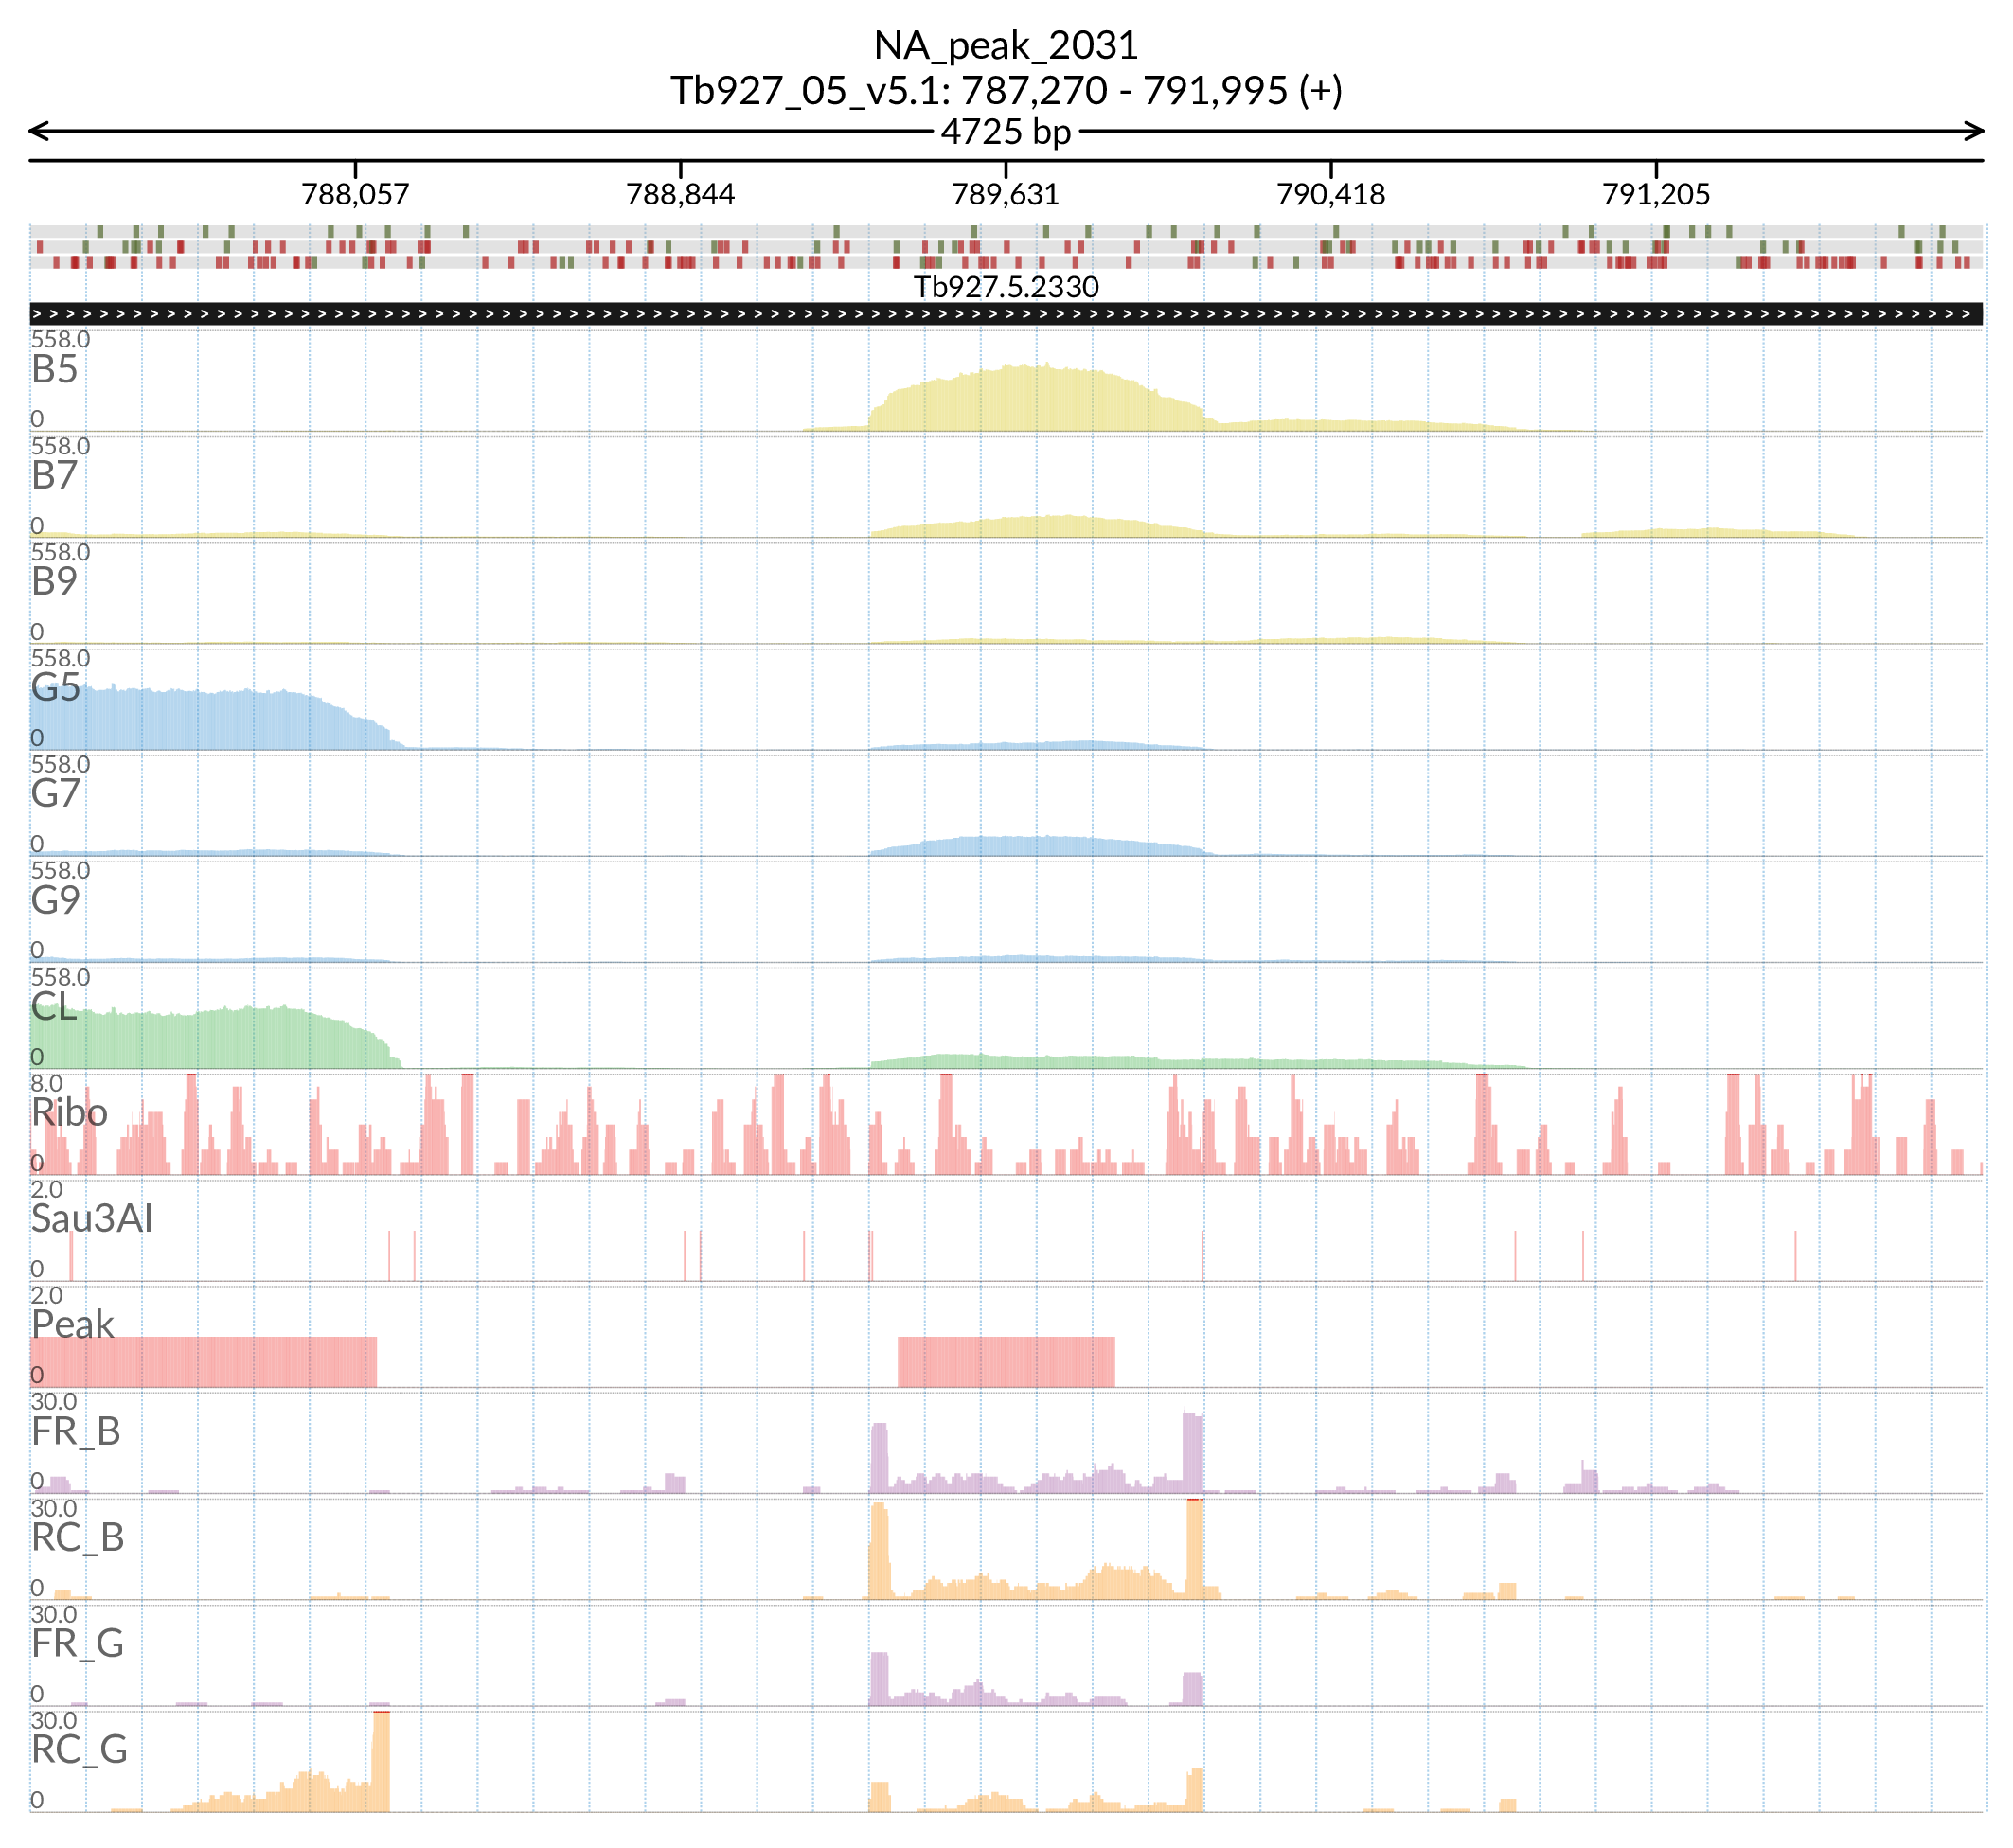 NA_peak_2031
Tb927_05_v5.1: 787,270 - 791,995 (+)
4725 bp
788,057 788,844 789,631 790,418 791,205
Tb927.5.2330
558.0
B5
0
558.0
B7
0
558.0
B9
0
558.0
G5
0
558.0
G7
0
558.0
G9
0
558.0
CL
0
8.0
Ribo
0
2.0
Sau3AI
0
2.0
Peak
0
30.0
FR_B
0
30.0
RC_B
0
30.0
FR_G
0
30.0
RC_G
0